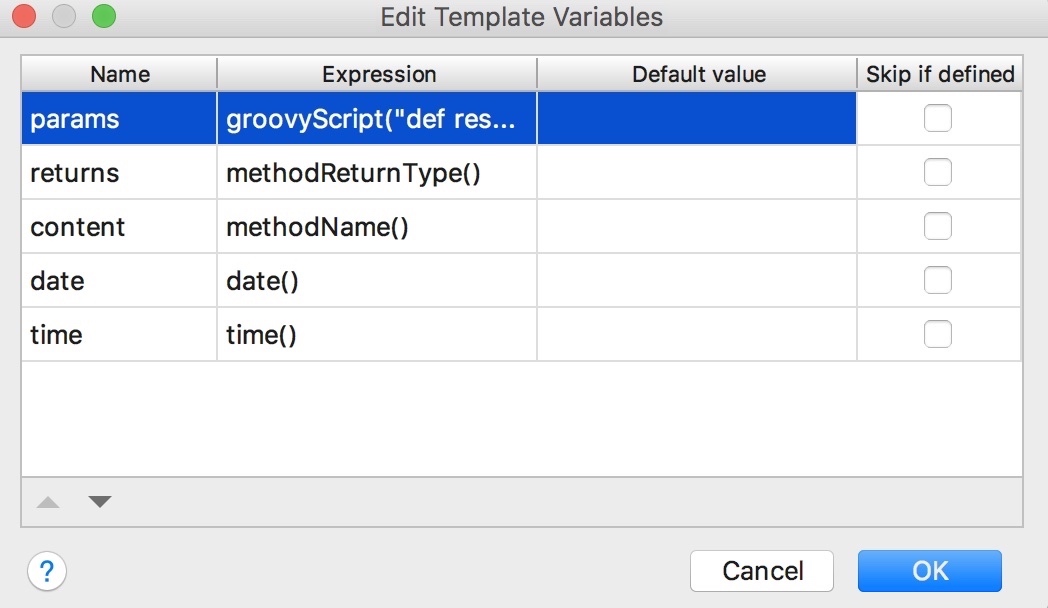 Edit Template Variables
Name Expression Default value Skip if defined
params groovyScript("def res...
returns methodReturnType()
content methodName()
date date()
time time()
? Cancel OK